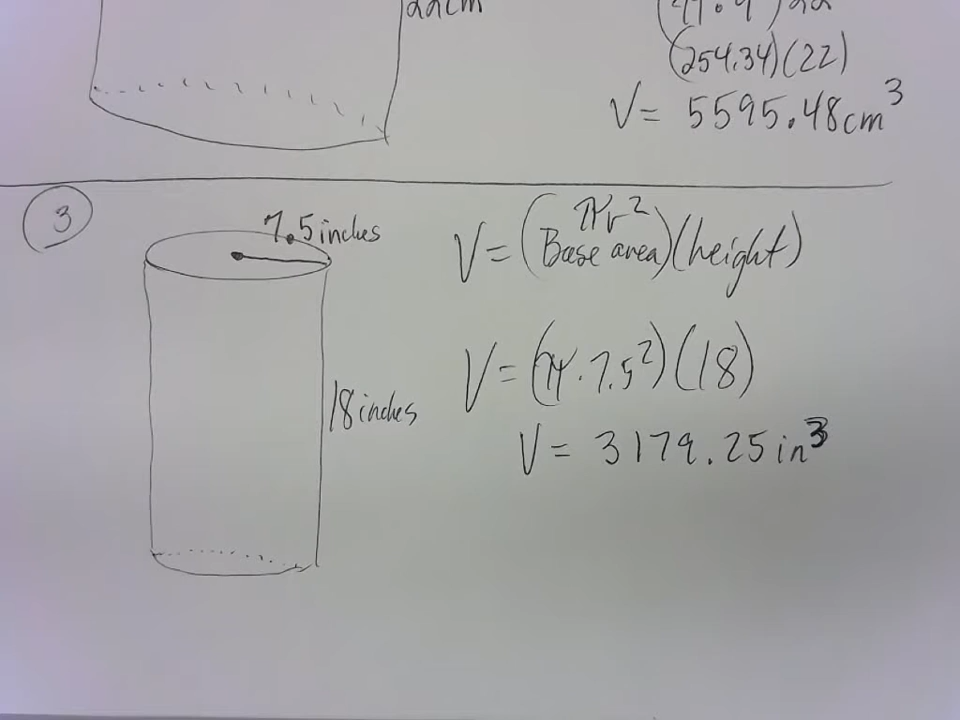 22cm
(254.34)(22)
V= 5595.48cm³
3
7.5 inches
V=(Base area)(height)
πr²
V=(π.7.5²)(18)
18 inches
V= 3179.25 in³